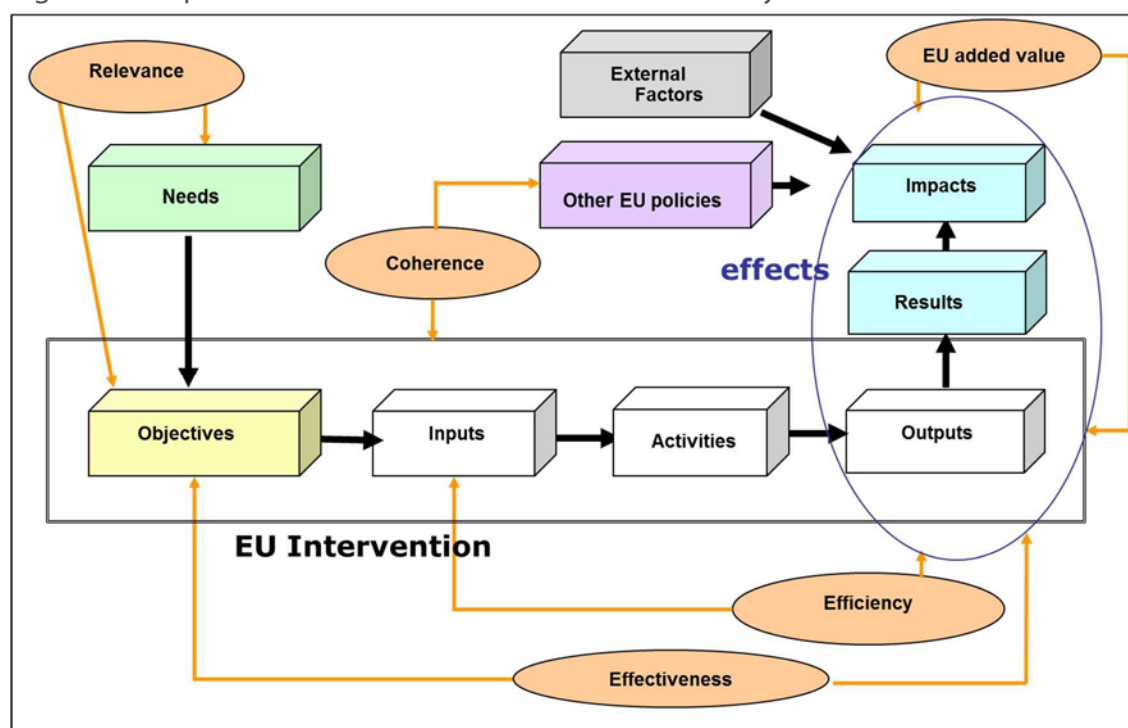 Relevance
EU added value
External
Factors
Needs
Other EU policies
Impacts
Coherence
effects
Results
Objectives
Inputs
Activities
Outputs
EU Intervention
Efficiency
Effectiveness